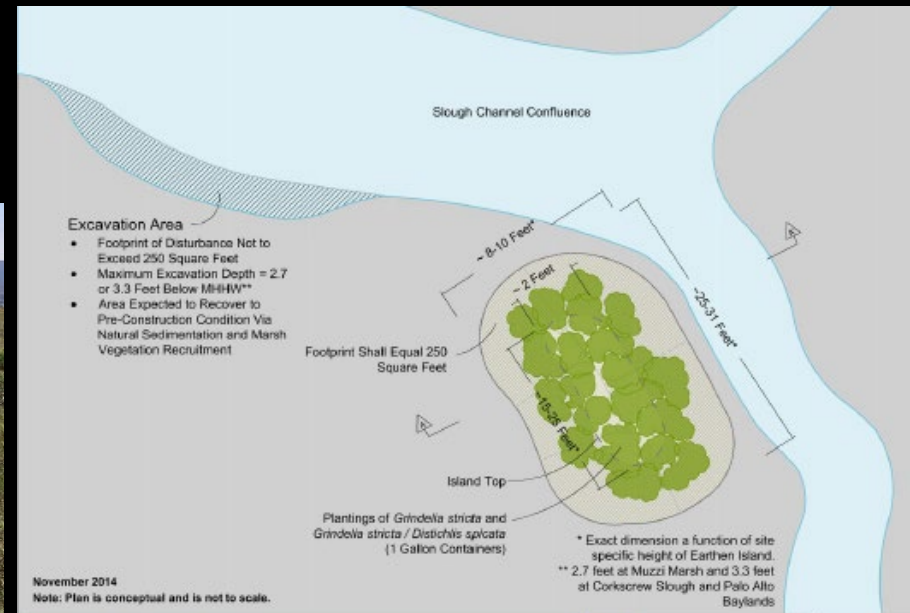 Slough Channel Confluence
Excavation Area
• Footprint of Disturbance Not to
Exceed 250 Square Feet
• Maximum Excavation Depth = 2.7
or 3.3 Feet Below MHHW**
• Area Expected to Recover to
Pre-Construction Condition Via
Natural Sedimentation and Marsh
Vegetation Recruitment
~ 8-10 Feet*
~ 2 Feet
~25-31 Feet*
Footprint Shall Equal 250
Square Feet
~15-25 Feet*
Island Top
Plantings of Grindelia stricta and
Grindelia stricta / Distichlis spicata
(1 Gallon Containers)
* Exact dimension a function of site
specific height of Earthen Island.
** 2.7 feet at Muzzi Marsh and 3.3 feet
at Corkscrew Slough and Palo Alto
Baylands
November 2014
Note: Plan is conceptual and is not to scale.